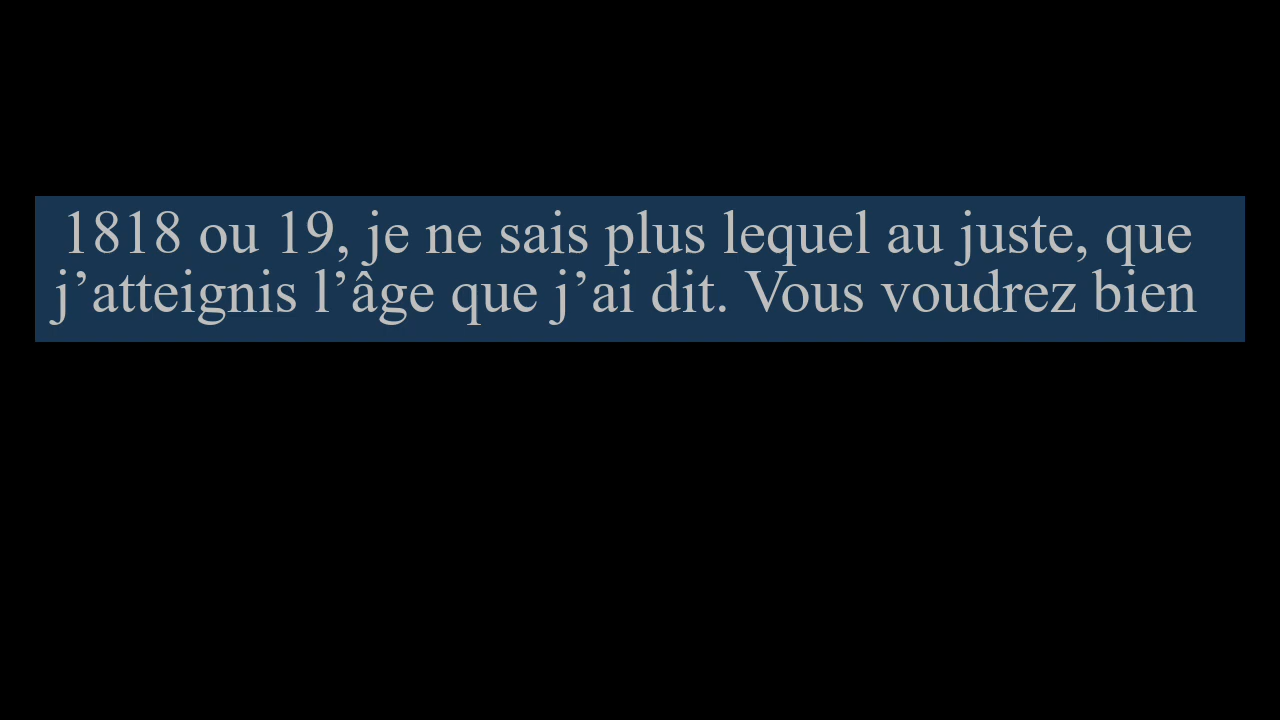 1818 ou 19, je ne sais plus lequel au juste, que
j’atteignis l’âge que j’ai dit. Vous voudrez bien